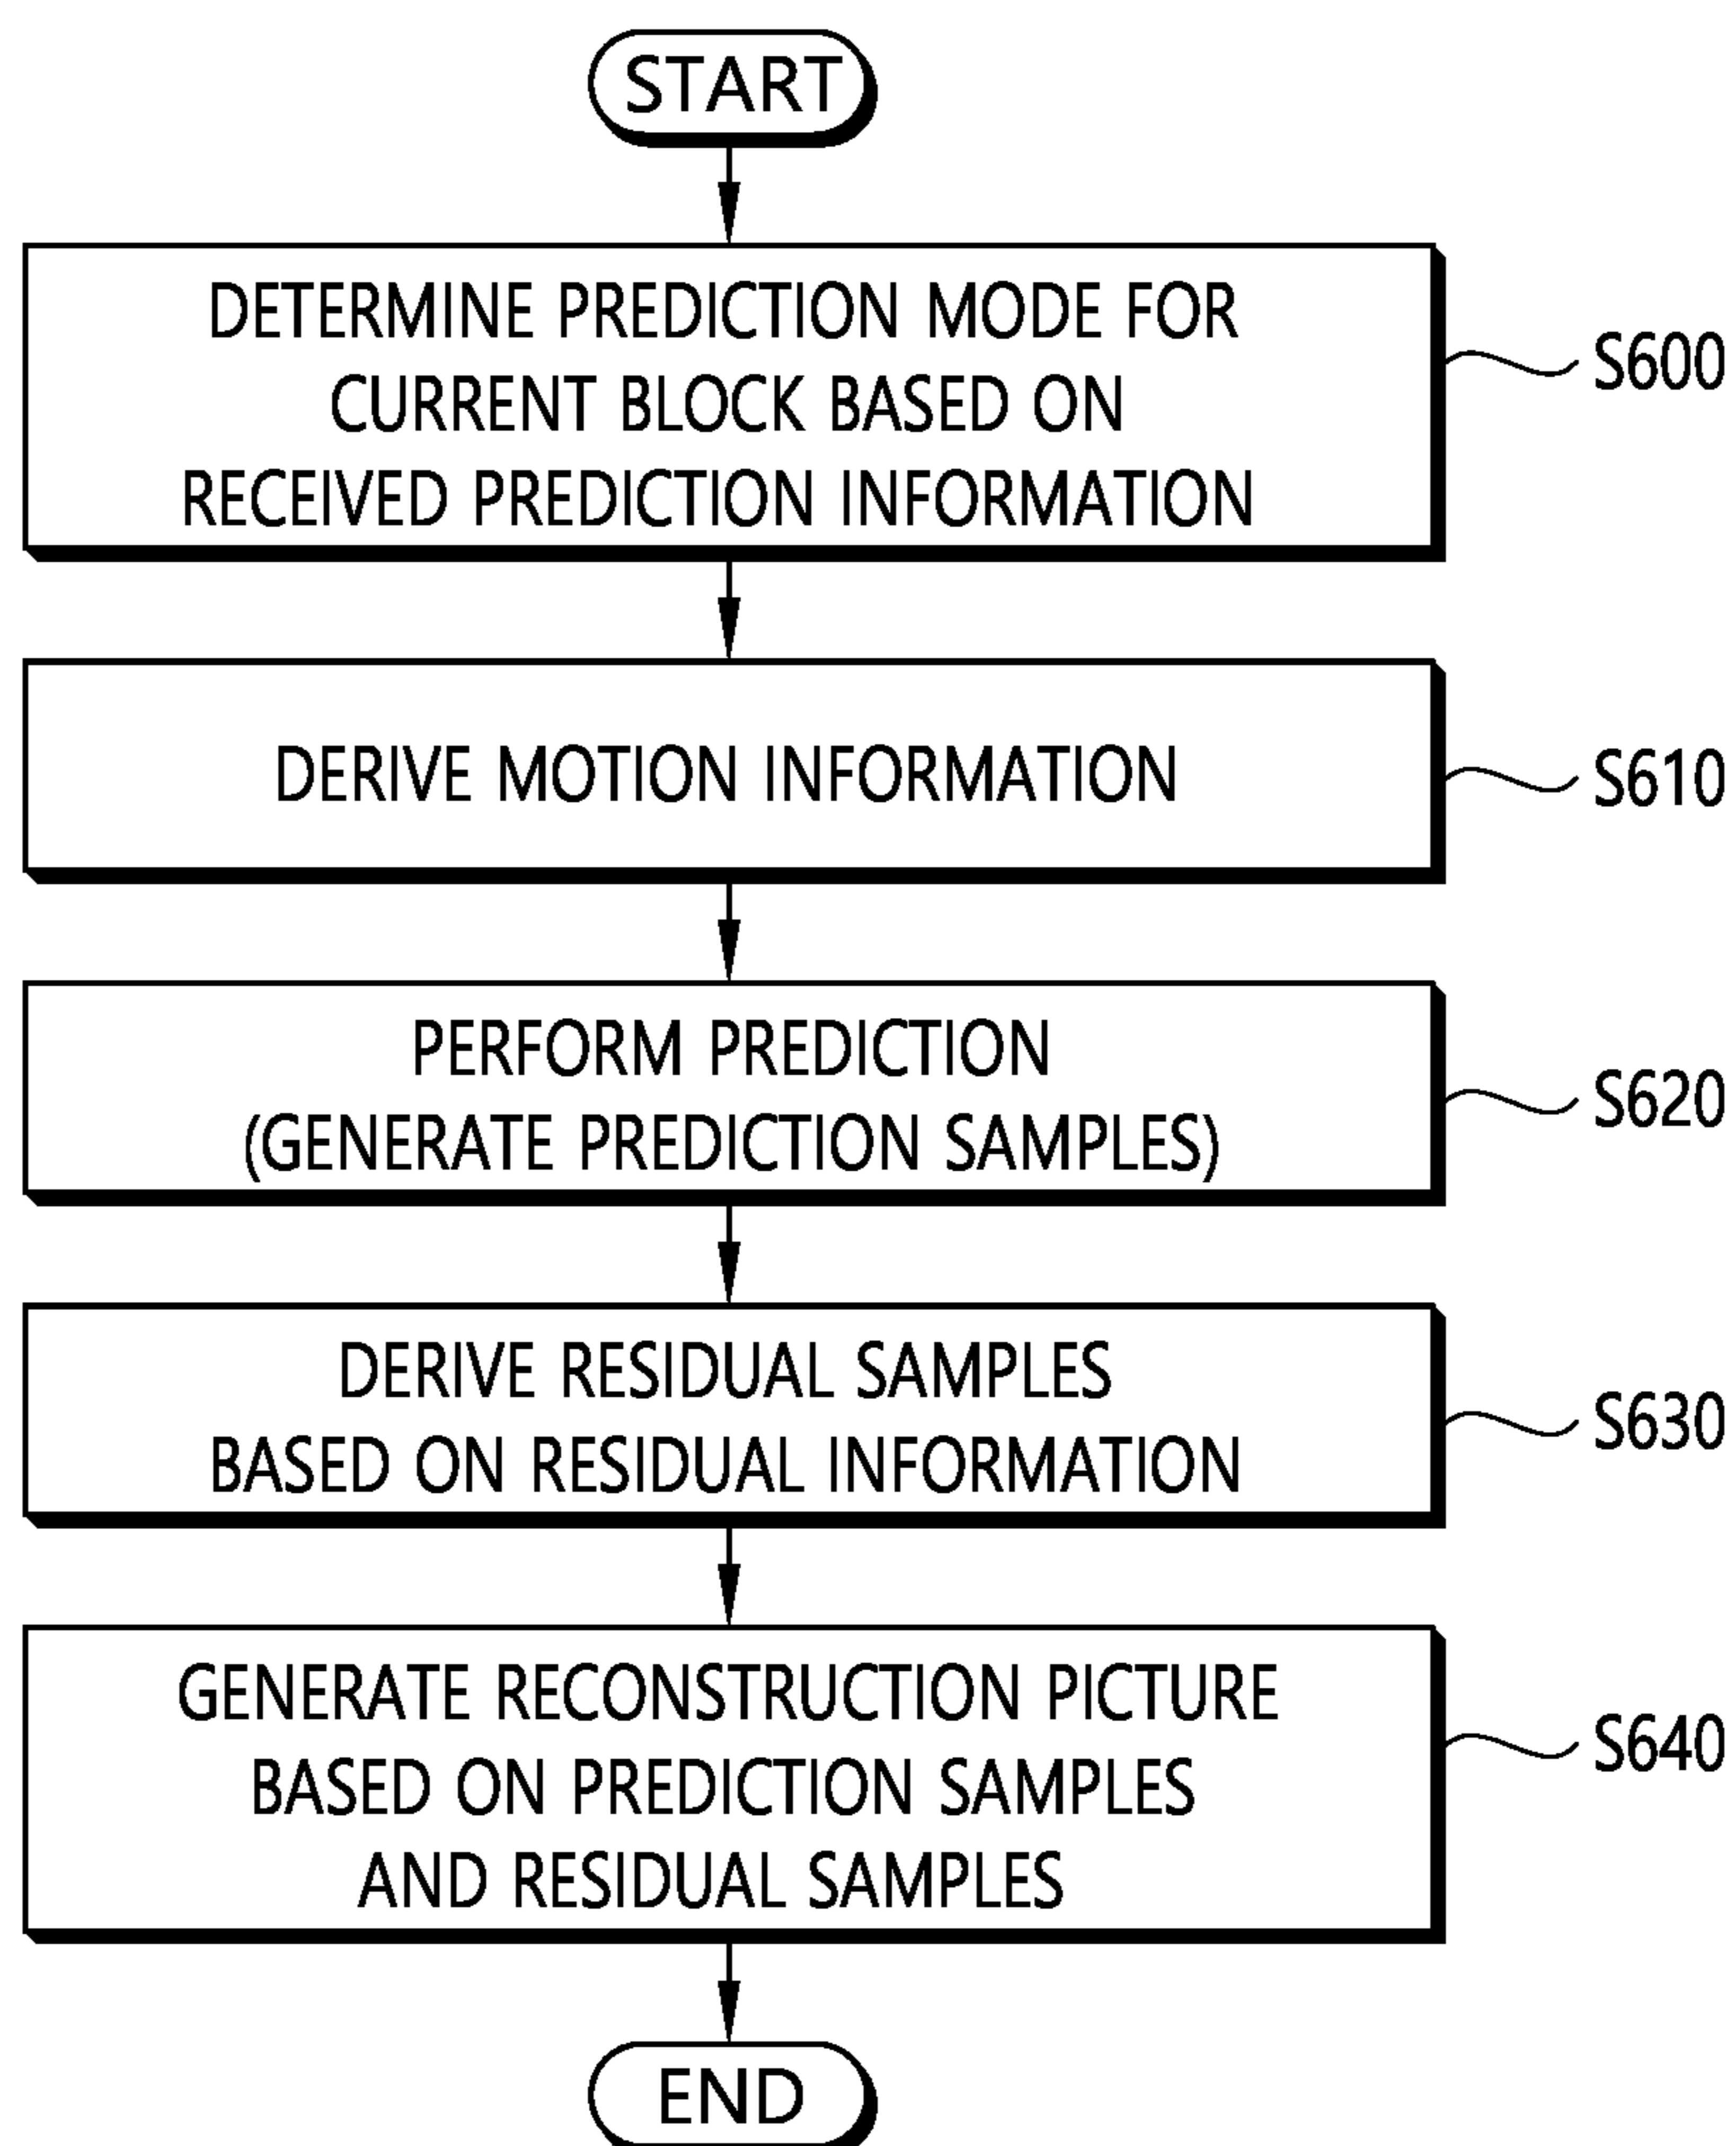 START
DETERMINE PREDICTION MODE FOR
CURRENT BLOCK BASED ON
RECEIVED PREDICTION INFORMATION
S600
DERIVE MOTION INFORMATION
S610
PERFORM PREDICTION
(GENERATE PREDICTION SAMPLES)
S620
DERIVE RESIDUAL SAMPLES
BASED ON RESIDUAL INFORMATION
S630
GENERATE RECONSTRUCTION PICTURE
BASED ON PREDICTION SAMPLES
AND RESIDUAL SAMPLES
S640
END